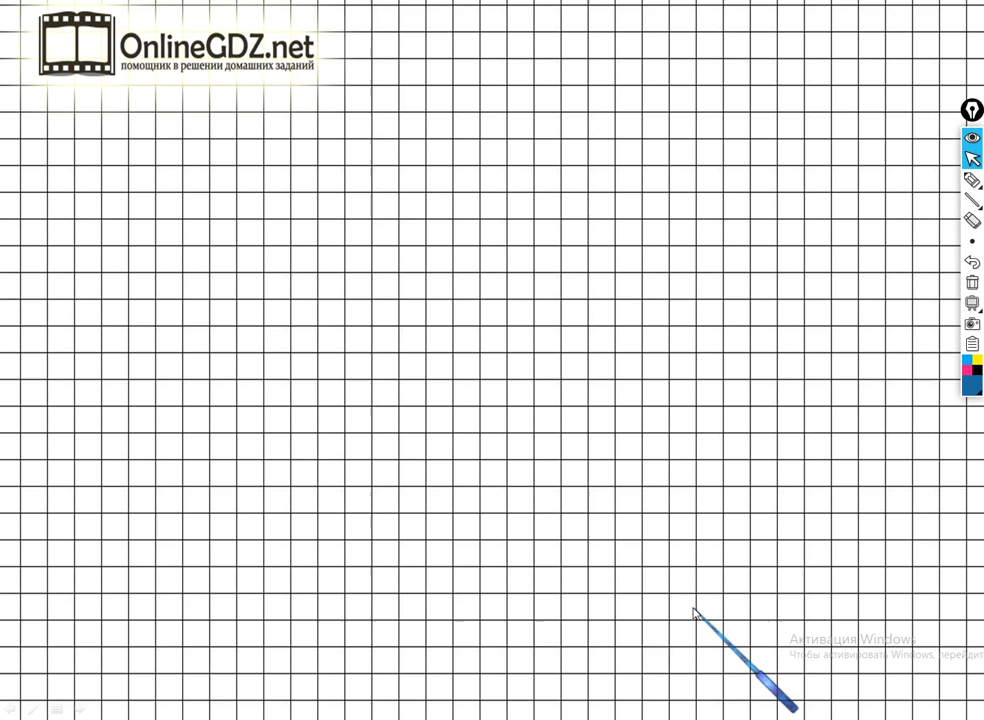 OnlineGDZ.net
помощник в решении домашних заданий
Активация Windows
Чтобы активировать Windows, перейдит